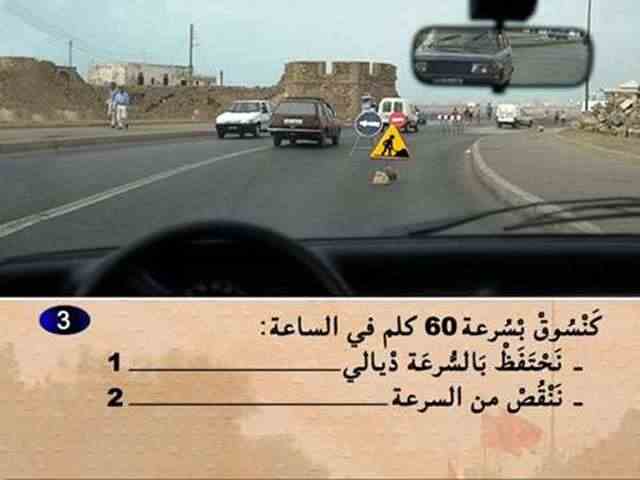 3
كَنْسُوقْ بْسُرعة 60 كلم في الساعة:
- نَحْتَفَظْ بَالسُّرعَة دْيالي 1
- نَنْقُصْ من السرعة 2